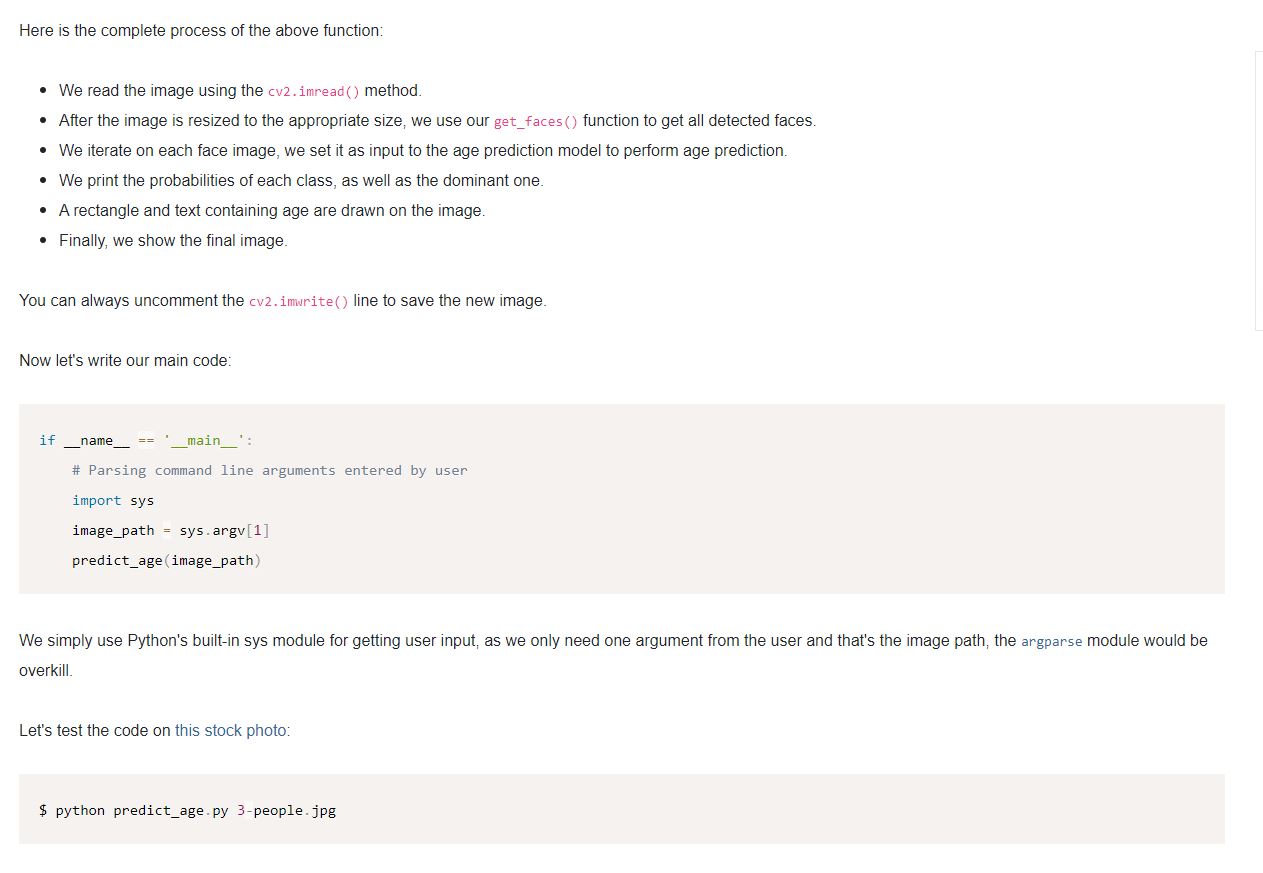 Here is the complete process of the above function:
• We read the image using the cv2.imread() method.
• After the image is resized to the appropriate size, we use our get_faces() function to get all detected faces.
• We iterate on each face image, we set it as input to the age prediction model to perform age prediction.
• We print the probabilities of each class, as well as the dominant one.
• A rectangle and text containing age are drawn on the image.
• Finally, we show the final image.
You can always uncomment the cv2.imwrite() line to save the new image.
Now let's write our main code:
if __name__ == '__main__':
    # Parsing command line arguments entered by user
    import sys
    image_path = sys.argv[1]
    predict_age(image_path)
We simply use Python's built-in sys module for getting user input, as we only need one argument from the user and that's the image path, the argparse module would be
overkill.
Let's test the code on this stock photo:
$ python predict_age.py 3-people.jpg